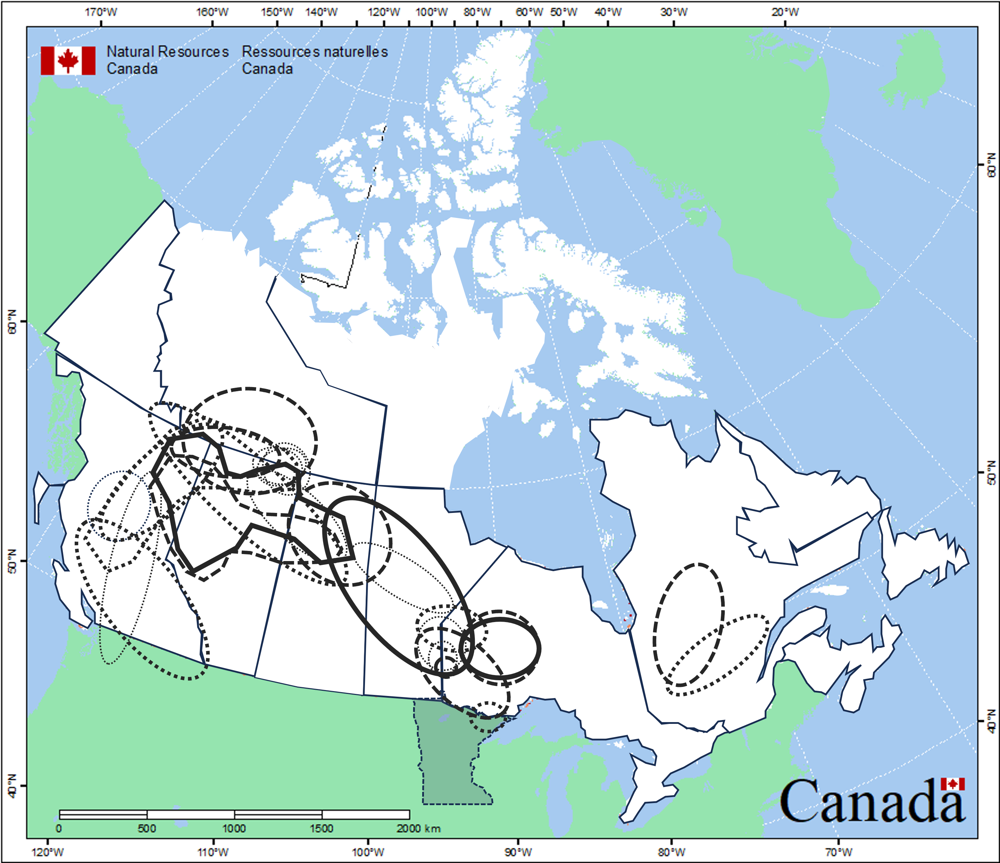 170°W 160°W 150°W 140°W 120°W 100°W 80°W 60°W 50°W 40°W 30°W 20°W
Natural Resources Ressources naturelles
Canada Canada
60°N
60°N
50°N
50°N
40°N
40°N
Canada
0 500 1000 1500 2000 km
120°W 110°W 100°W 90°W 80°W 70°W